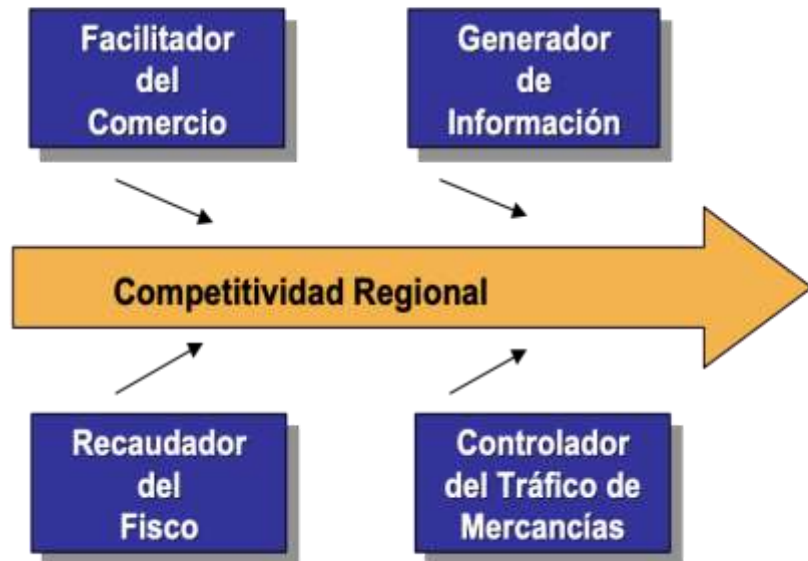 Facilitador
del
Comercio
Generador
de
Información
Competitividad Regional
Recaudador
del
Fisco
Controlador
del Tráfico de
Mercancías